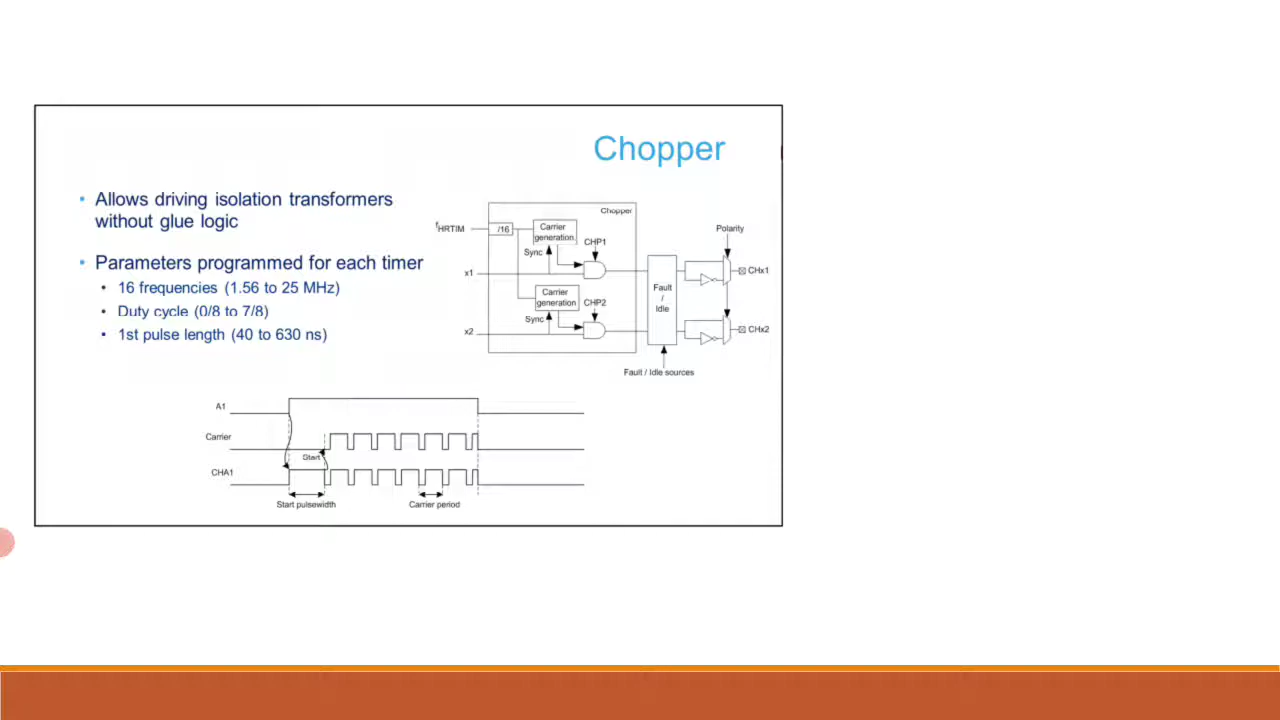 Chopper
• Allows driving isolation transformers
without glue logic
• Parameters programmed for each timer
• 16 frequencies (1.56 to 25 MHz)
• Duty cycle (0/8 to 7/8)
• 1st pulse length (40 to 630 ns)
Chopper
fHRTIM
/16
Carrier
generation
CHP1
Sync
x1
Carrier
generation
CHP2
Sync
x2
Fault
/
Idle
Polarity
CHx1
CHx2
Fault / Idle sources
A1
Carrier
Start
CHA1
Start pulsewidth
Carrier period